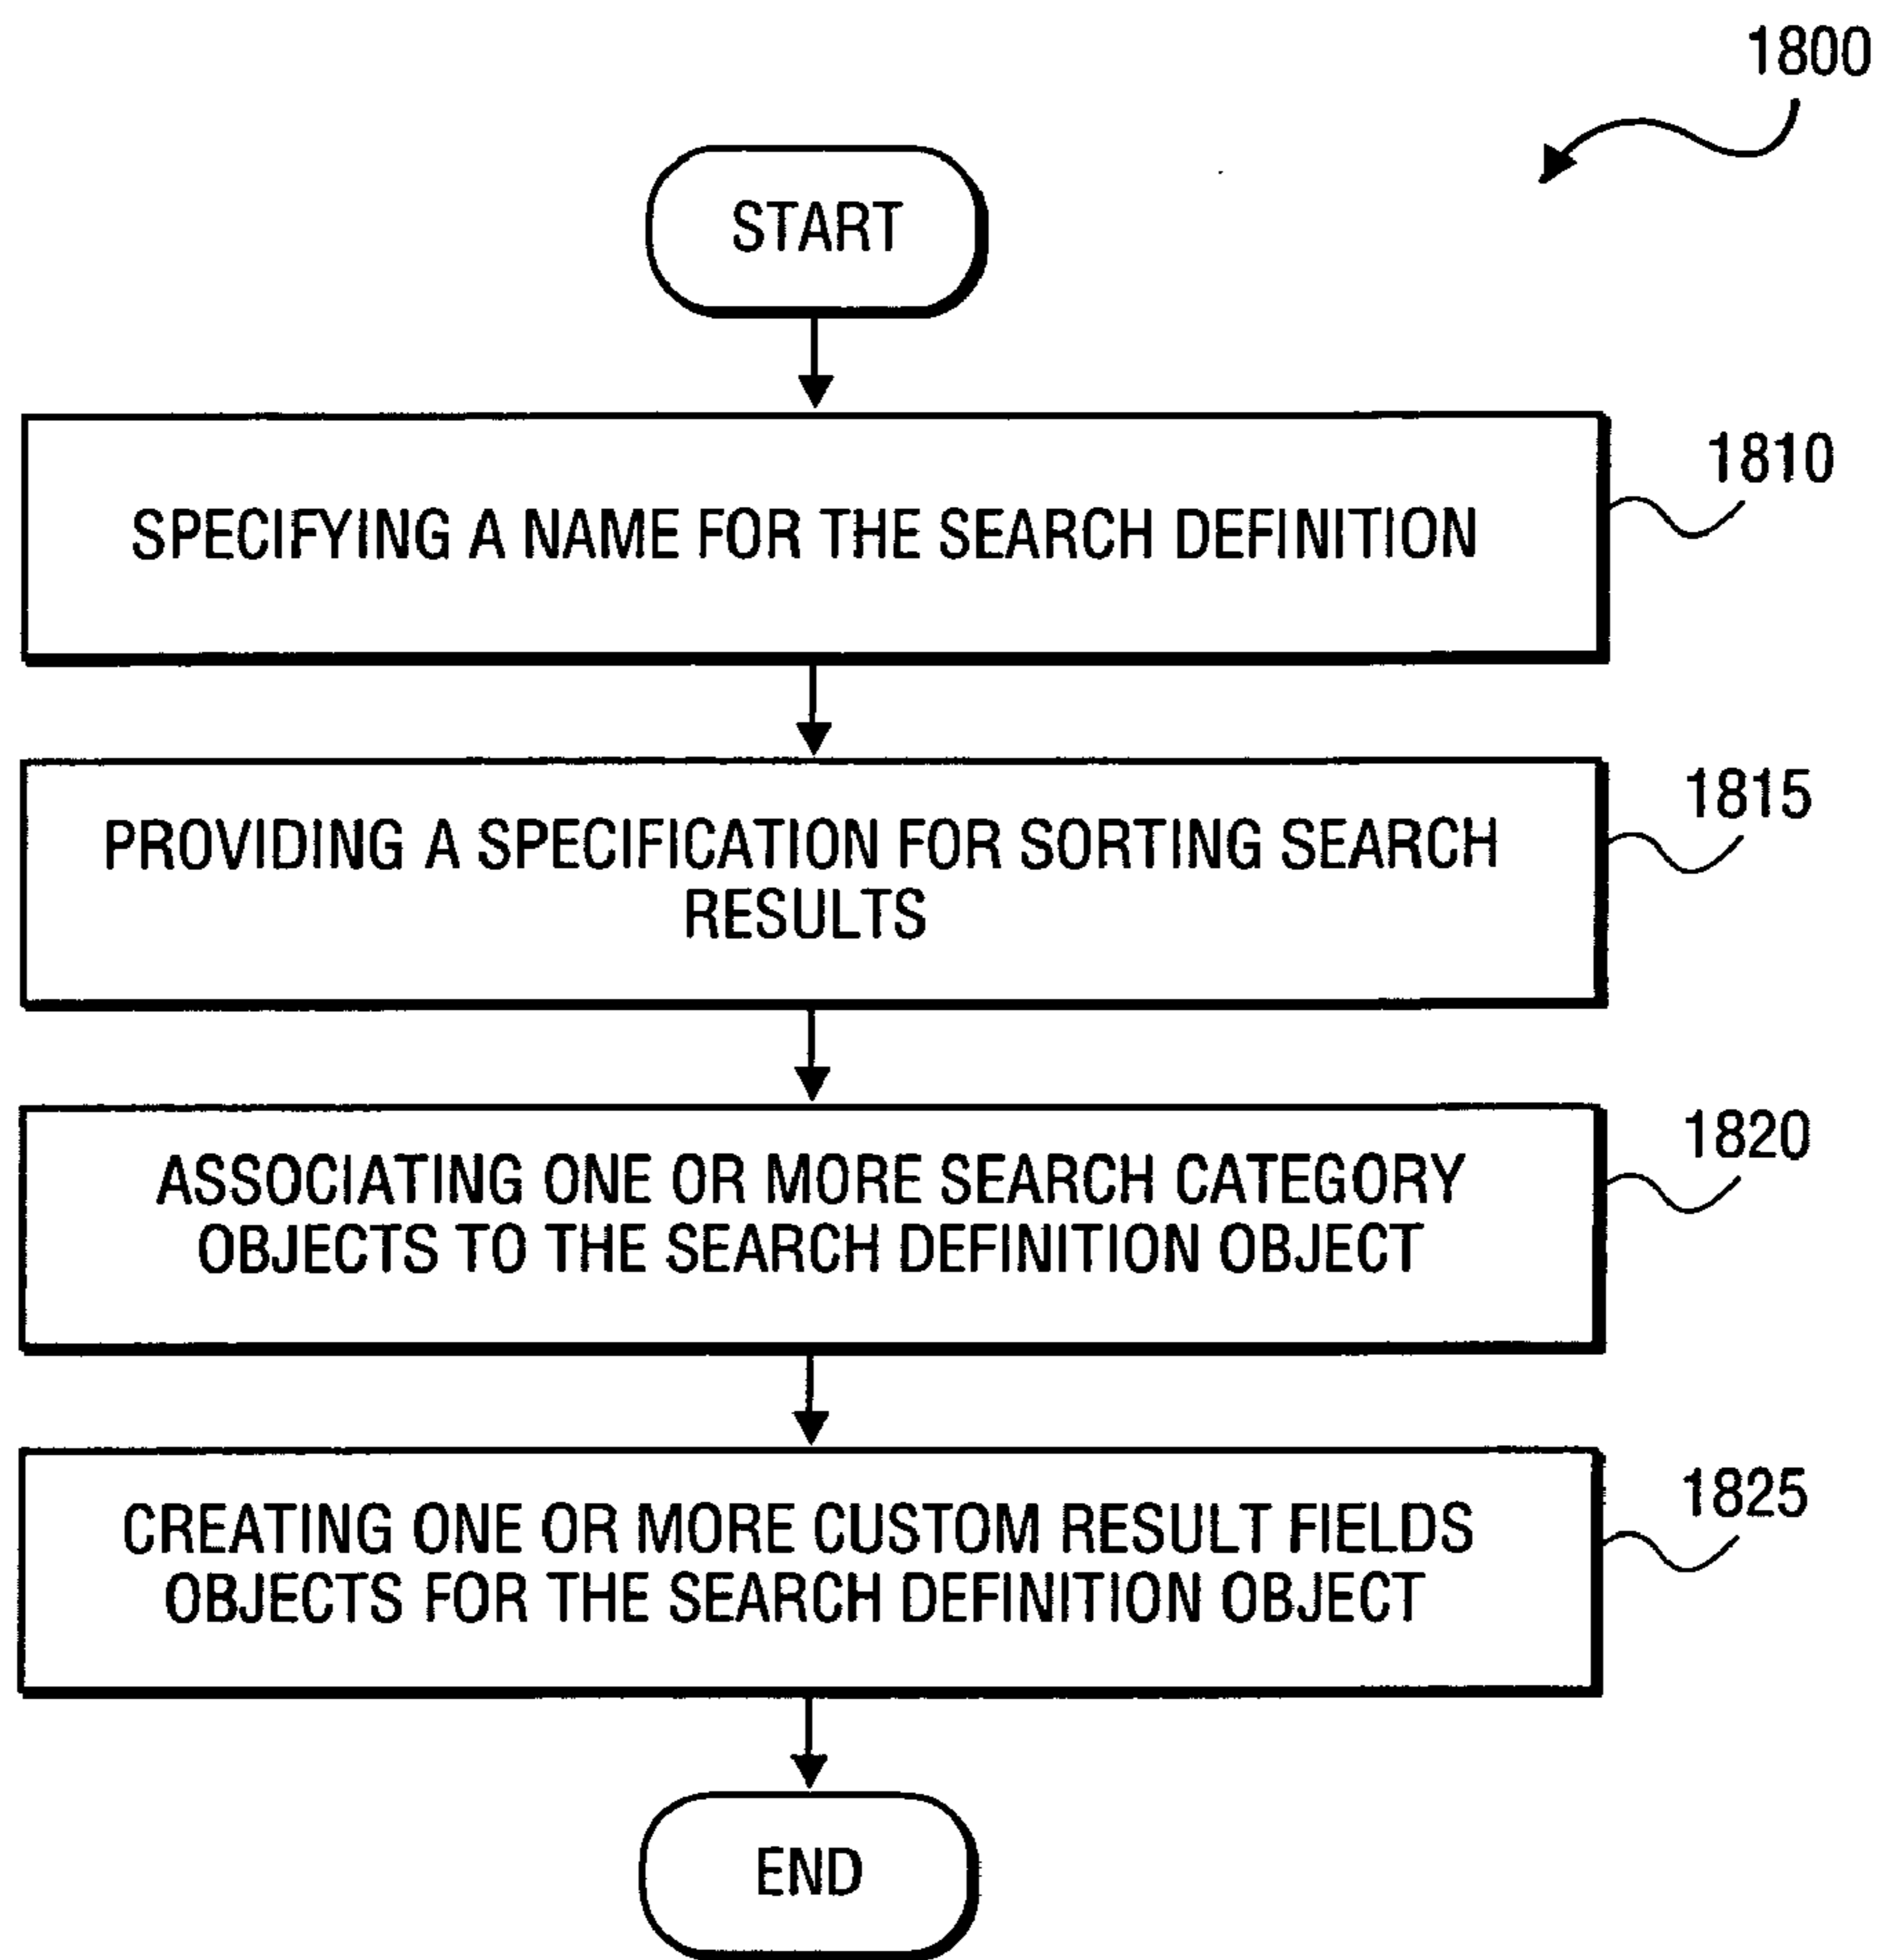 1800
START
SPECIFYING A NAME FOR THE SEARCH DEFINITION
1810
PROVIDING A SPECIFICATION FOR SORTING SEARCH
RESULTS
1815
ASSOCIATING ONE OR MORE SEARCH CATEGORY
OBJECTS TO THE SEARCH DEFINITION OBJECT
1820
CREATING ONE OR MORE CUSTOM RESULT FIELDS
OBJECTS FOR THE SEARCH DEFINITION OBJECT
1825
END